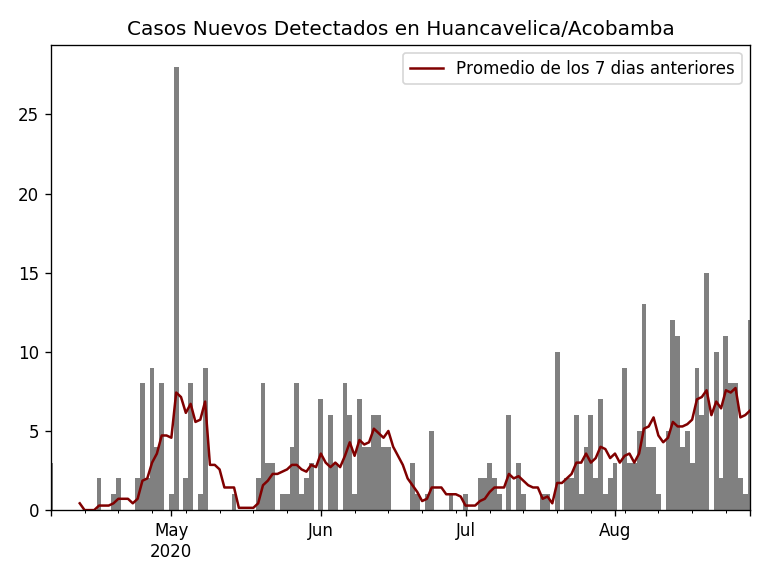 Casos Nuevos Detectados en Huancavelica/Acobamba
Promedio de los 7 dias anteriores
25
20
15
10
5
0
May
2020
Jun
Jul
Aug